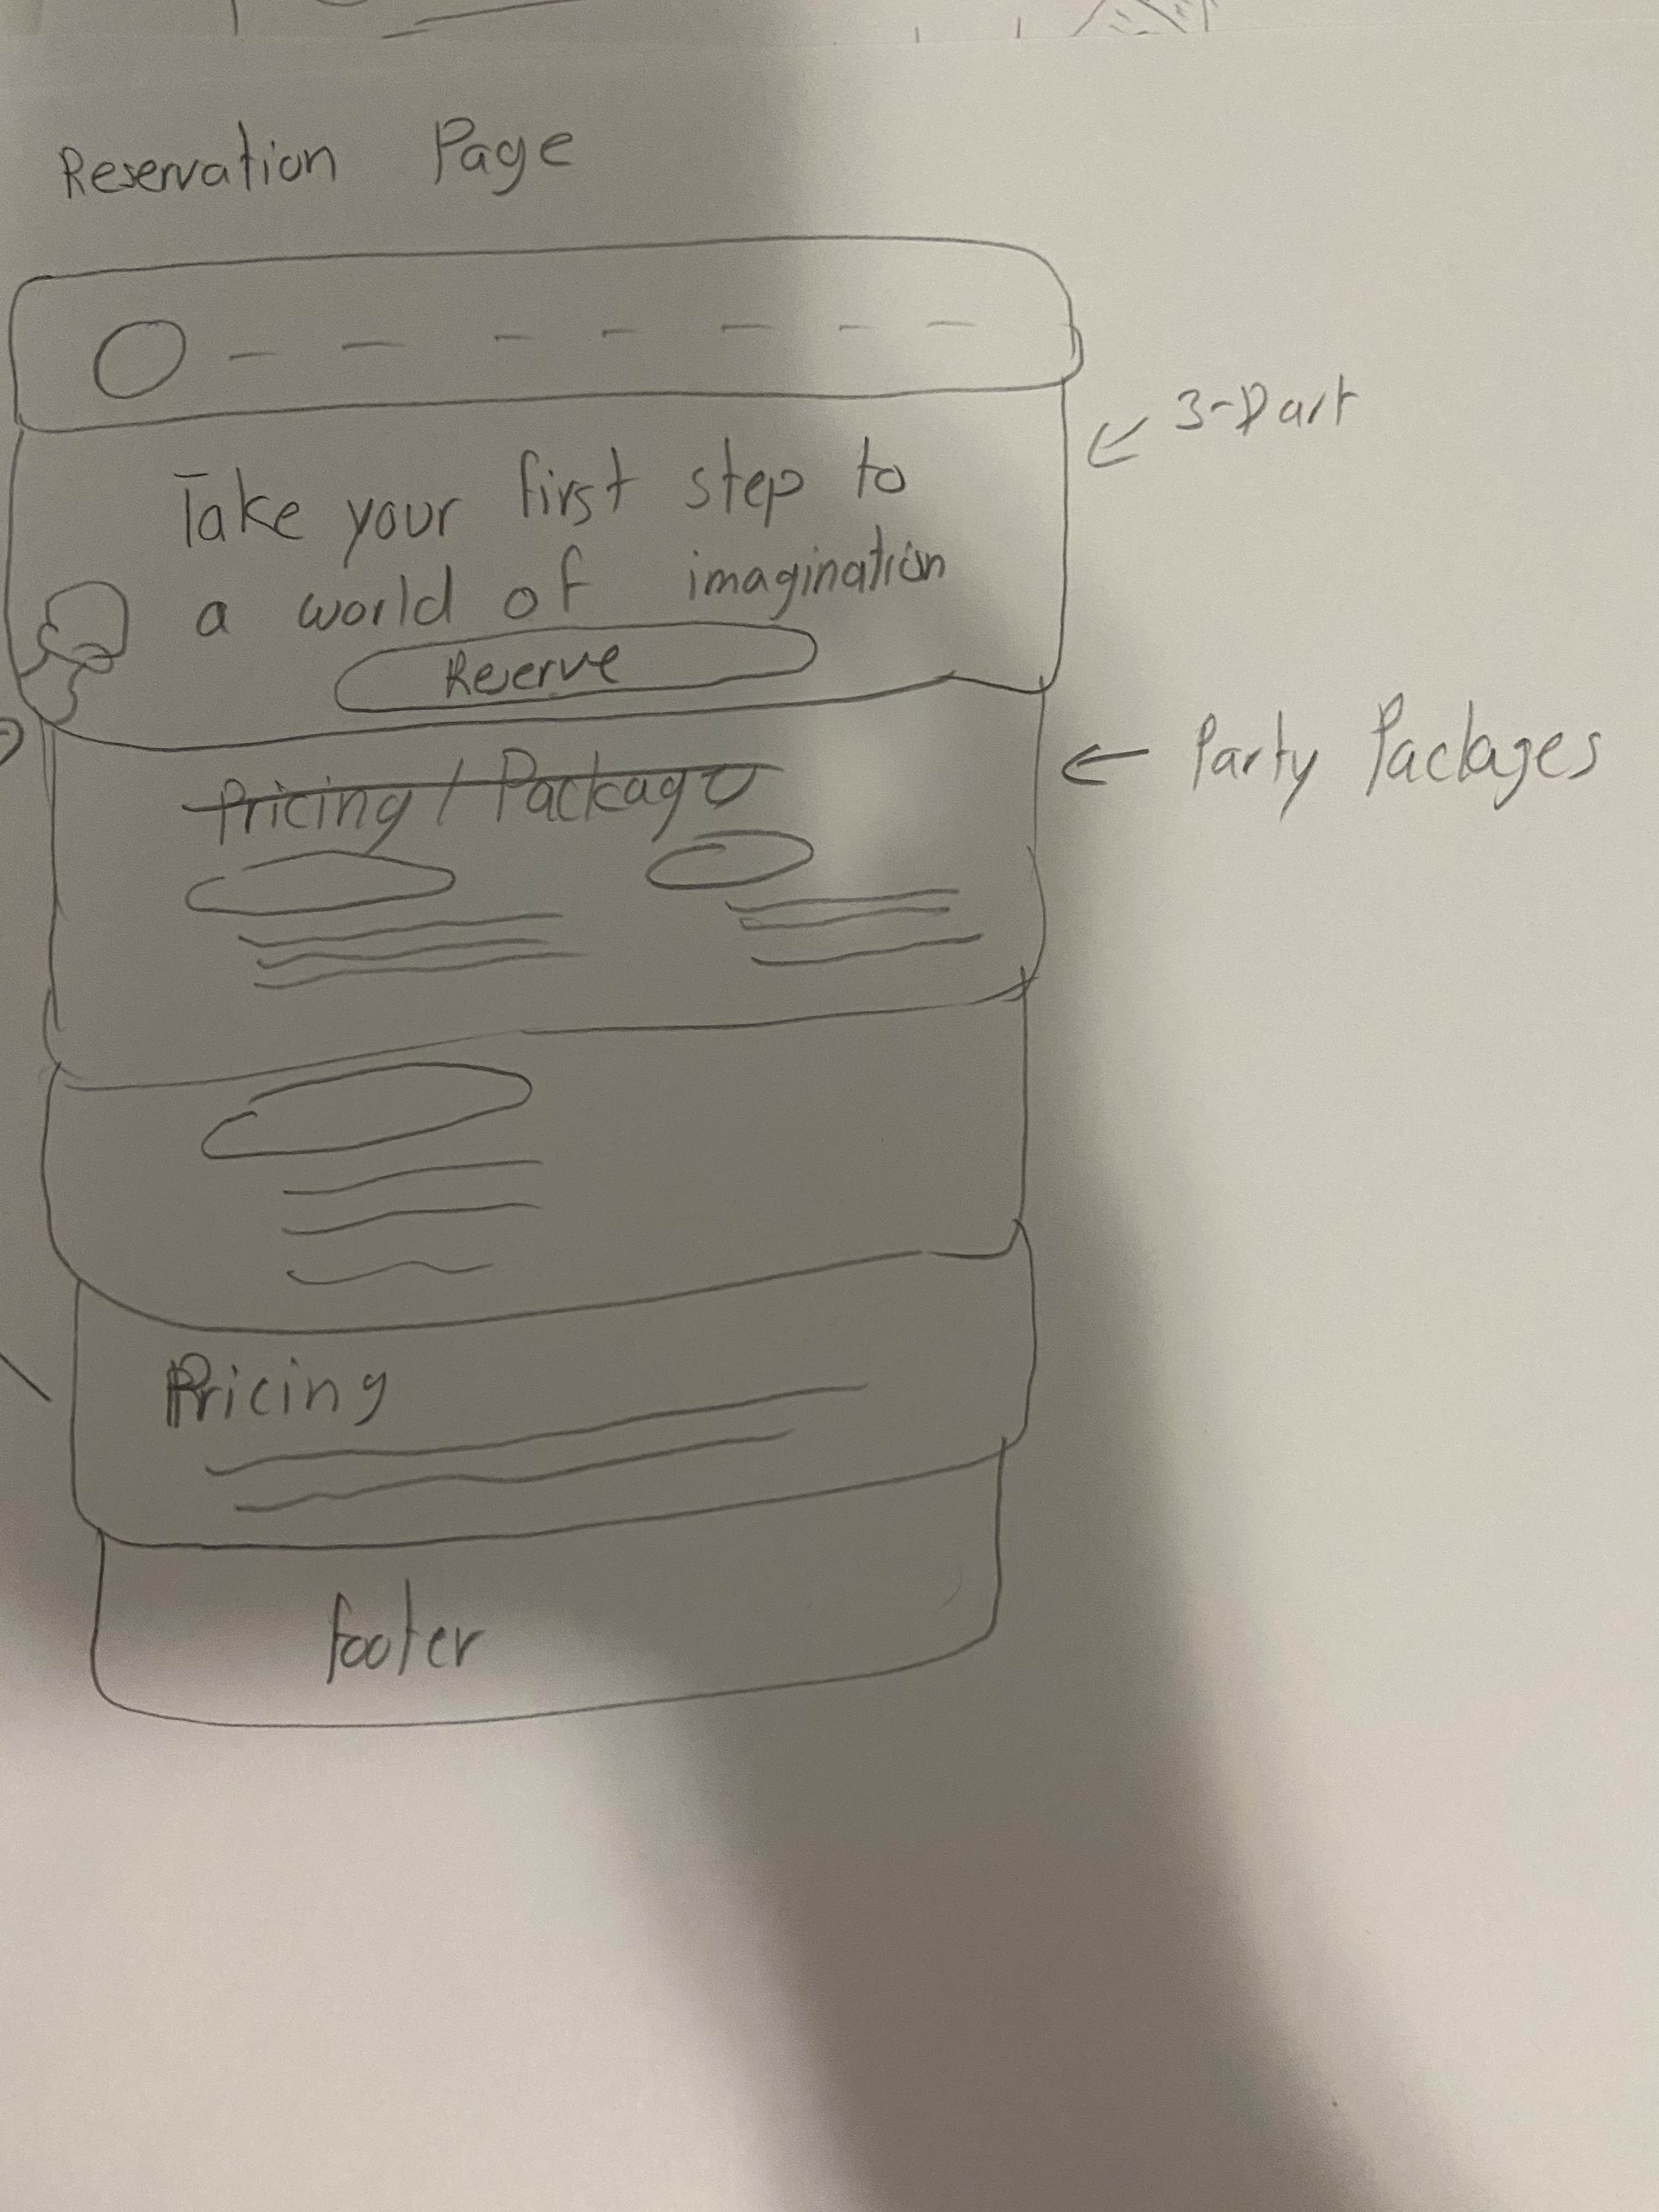 Reservation Page
3-Part
Take your first step to
a world of imagination
Reserve
Pricing / Package
Party Packages
Pricing
footer